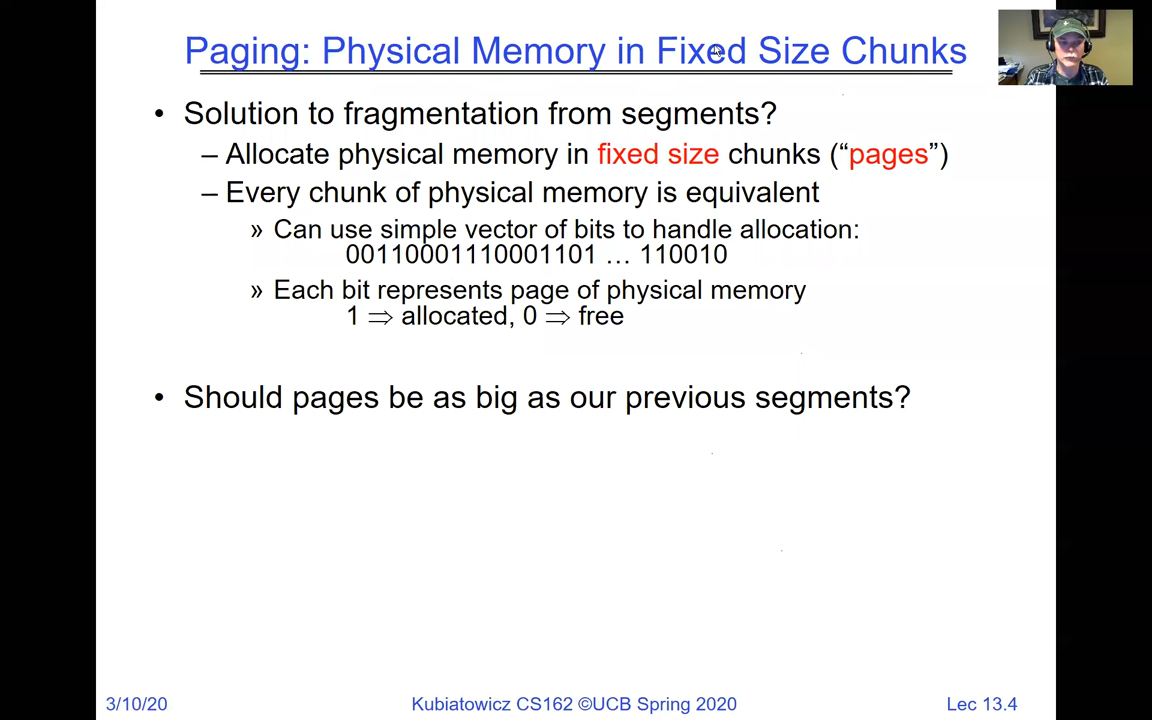 Paging: Physical Memory in Fixed Size Chunks
• Solution to fragmentation from segments?
– Allocate physical memory in fixed size chunks (“pages”)
– Every chunk of physical memory is equivalent
» Can use simple vector of bits to handle allocation:
00110001110001101 … 110010
» Each bit represents page of physical memory
1 ⇒ allocated, 0 ⇒ free
• Should pages be as big as our previous segments?
3/10/20
Kubiatowicz CS162 ©UCB Spring 2020
Lec 13.4